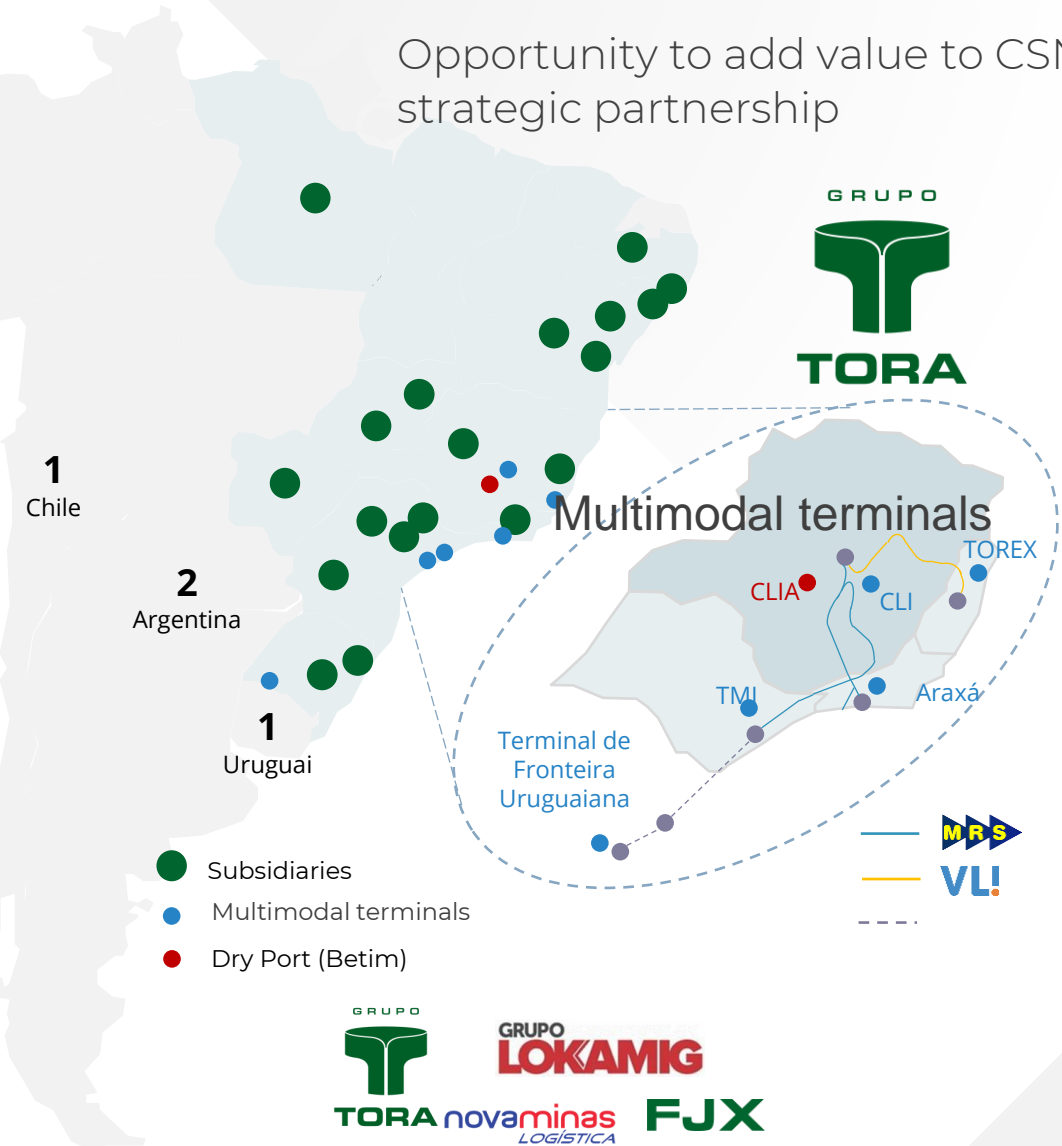 Opportunity to add value to CSN
strategic partnership
GRUPO
TORA
1
Chile
2
Argentina
1
Uruguai
Multimodal terminals
TOREX
CLIA
CLI
TMI
Araxá
Terminal de
Fronteira
Uruguaiana
MRS
VL!
Subsidiaries
Multimodal terminals
Dry Port (Betim)
GRUPO
TORA
GRUPO
LOKAMIG
novaminas
LOGÍSTICA
FJX